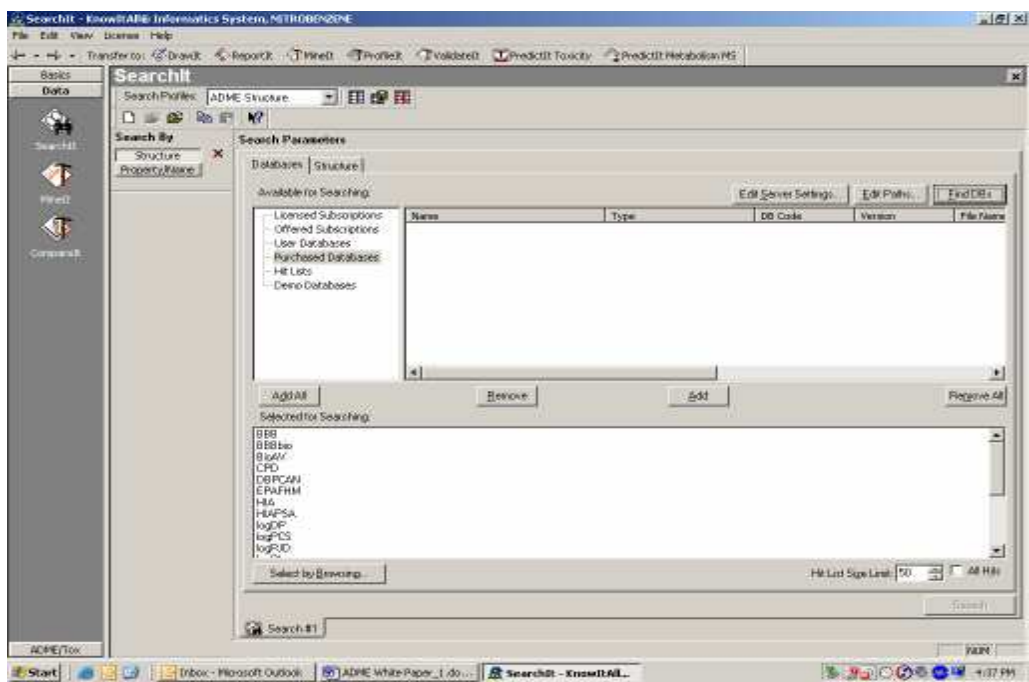 SearchIt - KnowItAll® Informatics System, NITROBENZENE
File Edit View License Help
Transfer to: DrawIt ReportIt MineIt ProfileIt ValidateIt PredictIt Toxicity PredictIt Metabolism MS
Basics
Data
SearchIt
MineIt
CompareIt
ADME/Tox
SearchIt
Search Profiles: ADME Structure
Search By
Structure
Property/Name
Search Parameters
Databases Structure
Available for Searching:
Edit Server Settings... Edit Paths... Find DBs
Licensed Subscriptions
Offered Subscriptions
User Databases
Purchased Databases
Hit Lists
Demo Databases
Name Type DB Code Version File Name
Add All Remove Add Remove All
Selected for Searching:
BBB
BBBbio
BioAV
CPD
DBPCAN
EPAFHM
HIA
HIAPSA
logDP
logPCS
Select by Browsing...
Hit List Size Limit: 50 All Hits
Search
Search #1
NUM
Start Inbox - Microsoft Outlook ADME White Paper_1.do... SearchIt - KnowItAll... 4:37 PM